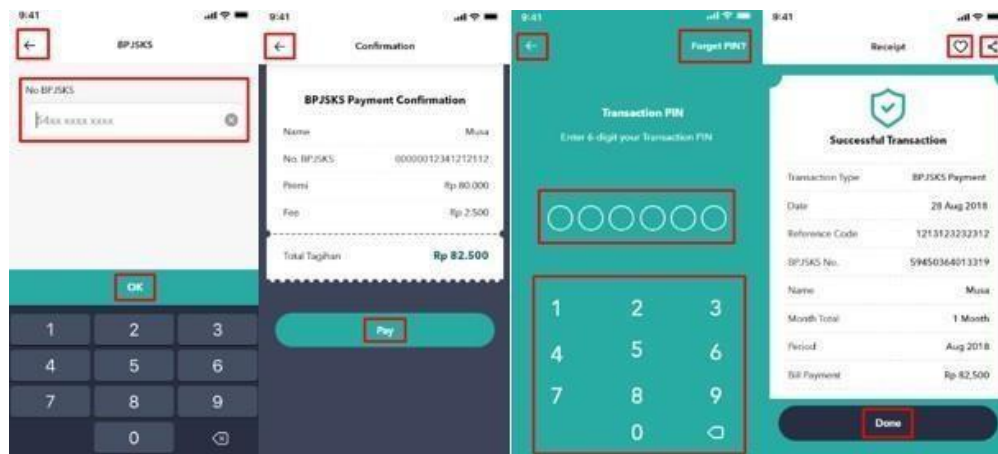 9:41
BPJSKS
No BPJSKS
54xx xxxx xxxx
OK
1 2 3
4 5 6
7 8 9
0
9:41
Confirmation
BPJSKS Payment Confirmation
Name Musa
No. BPJSKS 00000012341212112
Premi Rp 80.000
Fee Rp 2.500
Total Tagihan Rp 82.500
Pay
9:41
Forget PIN?
Transaction PIN
Enter 6 digit your Transaction PIN
1 2 3
4 5 6
7 8 9
0
9:41
Receipt
Successful Transaction
Transaction Type BPJSKS Payment
Date 28 Aug 2018
Reference Code 1213123232312
BPJSKS No. 59450364013319
Name Musa
Month Total 1 Month
Period Aug 2018
Bill Payment Rp 82,500
Done